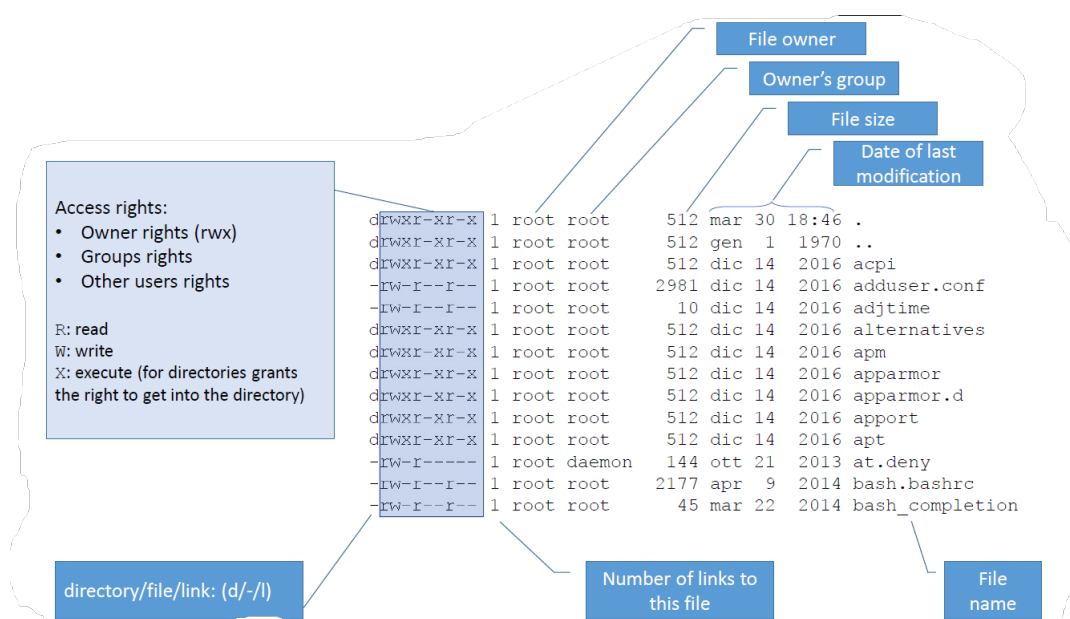 File owner
Owner's group
File size
Date of last
modification
Access rights:
• Owner rights (rwx)
• Groups rights
• Other users rights
R: read
W: write
X: execute (for directories grants
the right to get into the directory)
drwxr-xr-x 1 root root 512 mar 30 18:46 .
drwxr-xr-x 1 root root 512 gen 1 1970 ..
drwxr-xr-x 1 root root 512 dic 14 2016 acpi
-rw-r--r-- 1 root root 2981 dic 14 2016 adduser.conf
-rw-r--r-- 1 root root 10 dic 14 2016 adjtime
drwxr-xr-x 1 root root 512 dic 14 2016 alternatives
drwxr-xr-x 1 root root 512 dic 14 2016 apm
drwxr-xr-x 1 root root 512 dic 14 2016 apparmor
drwxr-xr-x 1 root root 512 dic 14 2016 apparmor.d
drwxr-xr-x 1 root root 512 dic 14 2016 apport
drwxr-xr-x 1 root root 512 dic 14 2016 apt
-rw-r----- 1 root daemon 144 ott 21 2013 at.deny
-rw-r--r-- 1 root root 2177 apr 9 2014 bash.bashrc
-rw-r--r-- 1 root root 45 mar 22 2014 bash_completion
directory/file/link: (d/-/l)
Number of links to
this file
File
name